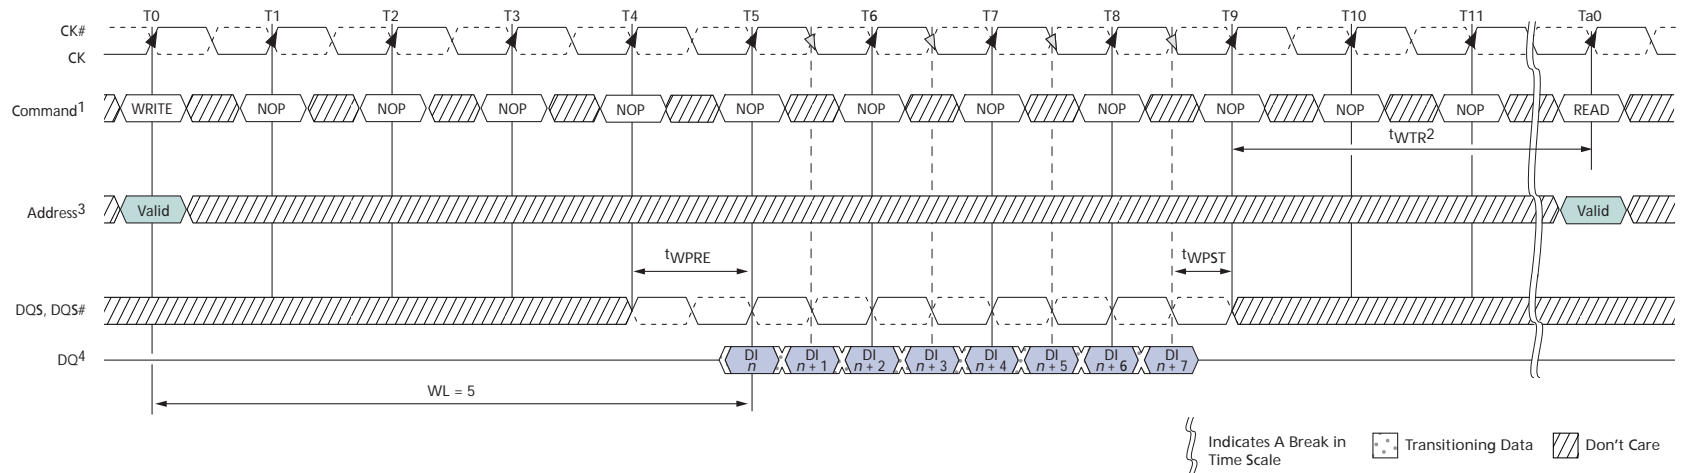 T0 T1 T2 T3 T4 T5 T6 T7 T8 T9 T10 T11 Ta0
CK#
CK
Command1 WRITE NOP NOP NOP NOP NOP NOP NOP NOP NOP NOP NOP READ
tWTR2
Address3 Valid Valid
tWPRE tWPST
DQS, DQS#
DQ4 DI n DI n + 1 DI n + 2 DI n + 3 DI n + 4 DI n + 5 DI n + 6 DI n + 7
WL = 5
Indicates A Break in
Time Scale
Transitioning Data
Don't Care